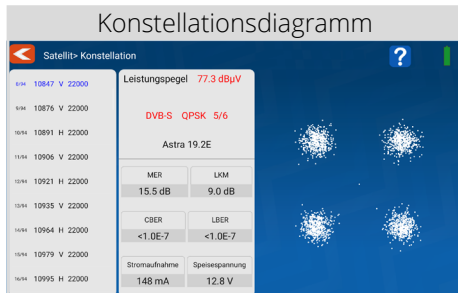 Konstellationsdiagramm
Satellit> Konstellation
?
8/94 10847 V 22000
9/94 10876 V 22000
10/94 10891 H 22000
11/94 10906 V 22000
12/94 10921 H 22000
13/94 10935 V 22000
14/94 10964 H 22000
15/94 10979 V 22000
16/94 10995 H 22000
Leistungspegel 77.3 dBµV
DVB-S QPSK 5/6
Astra 19.2E
MER LKM
15.5 dB 9.0 dB
CBER LBER
<1.0E-7 <1.0E-7
Stromaufnahme Speisespannung
148 mA 12.8 V